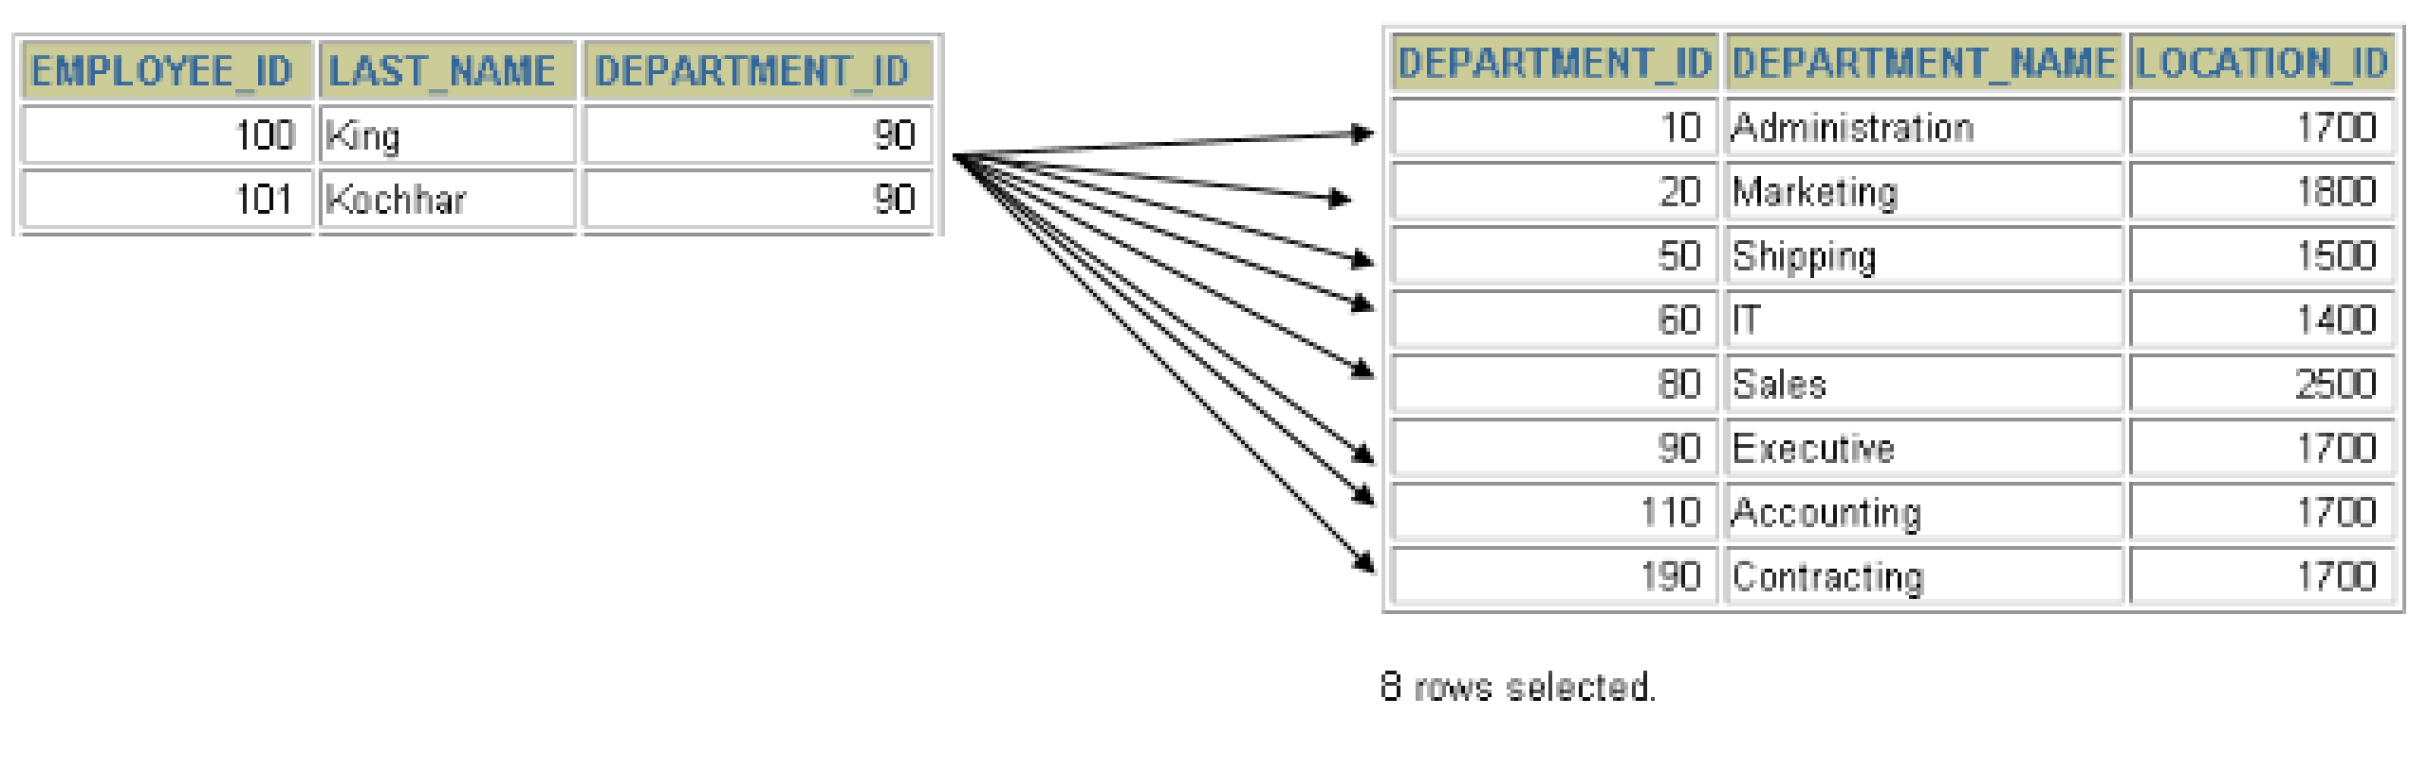 EMPLOYEE_ID LAST_NAME DEPARTMENT_ID
100 King 90
101 Kochhar 90
DEPARTMENT_ID DEPARTMENT_NAME LOCATION_ID
10 Administration 1700
20 Marketing 1800
50 Shipping 1500
60 IT 1400
80 Sales 2500
90 Executive 1700
110 Accounting 1700
190 Contracting 1700
8 rows selected.